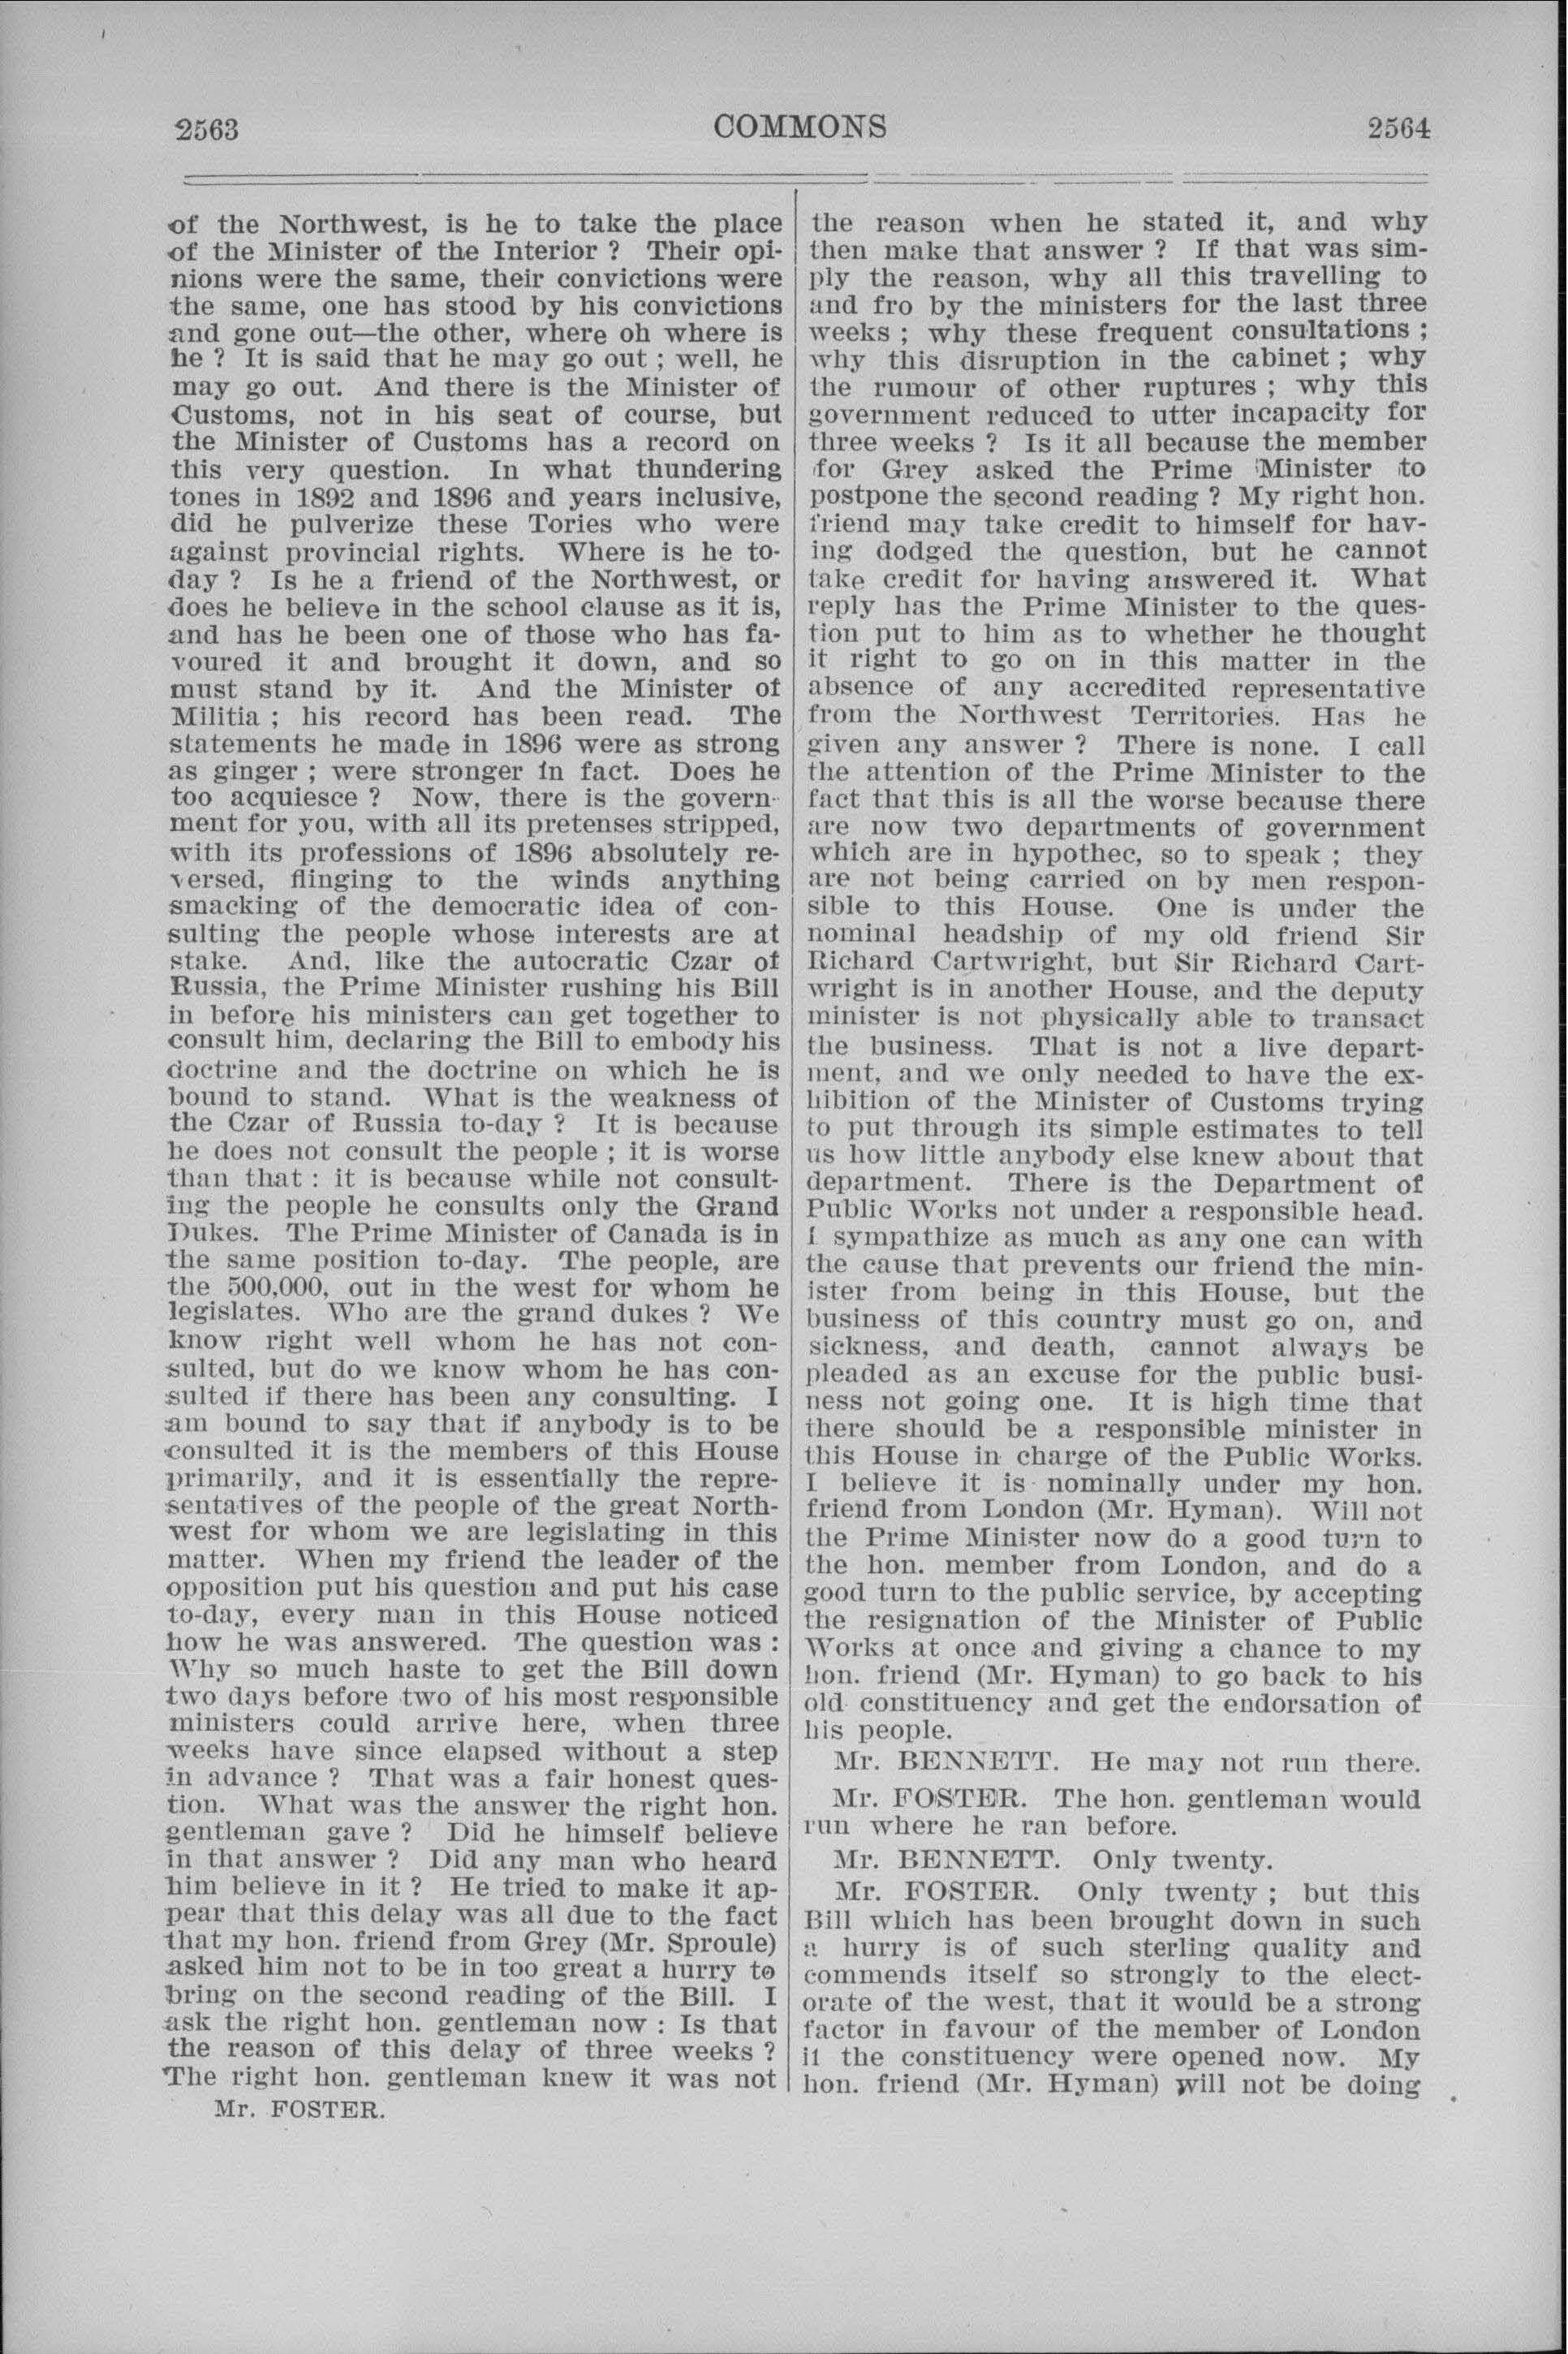 2563 COMMONS 2564
of the Northwest, is he to take the place
of the Minister of the Interior ? Their opi-
nions were the same, their convictions were
the same, one has stood by his convictions
and gone out—the other, where oh where is
he ? It is said that he may go out ; well, he
may go out. And there is the Minister of
Customs, not in his seat of course, but
the Minister of Customs has a record on
this very question. In what thundering
tones in 1892 and 1896 and years inclusive,
did he pulverize these Tories who were
against provincial rights. Where is he to-
day ? Is he a friend of the Northwest, or
does he believe in the school clause as it is,
and has he been one of those who has fa-
voured it and brought it down, and so
must stand by it. And the Minister of
Militia ; his record has been read. The
statements he made in 1896 were as strong
as ginger ; were stronger in fact. Does he
too acquiesce ? Now, there is the govern-
ment for you, with all its pretenses stripped,
with its professions of 1896 absolutely re-
versed, flinging to the winds anything
smacking of the democratic idea of con-
sulting the people whose interests are at
stake. And, like the autocratic Czar of
Russia, the Prime Minister rushing his Bill
in before his ministers can get together to
consult him, declaring the Bill to embody his
doctrine and the doctrine on which he is
bound to stand. What is the weakness of
the Czar of Russia to-day ? It is because
he does not consult the people ; it is worse
than that : it is because while not consult-
ing the people he consults only the Grand
Dukes. The Prime Minister of Canada is in
the same position to-day. The people, are
the 500,000, out in the west for whom he
legislates. Who are the grand dukes ? We
know right well whom he has not con-
sulted, but do we know whom he has con-
sulted if there has been any consulting. I
am bound to say that if anybody is to be
consulted it is the members of this House
primarily, and it is essentially the repre-
sentatives of the people of the great North-
west for whom we are legislating in this
matter. When my friend the leader of the
opposition put his question and put his case
to-day, every man in this House noticed
how he was answered. The question was :
Why so much haste to get the Bill down
two days before two of his most responsible
ministers could arrive here, when three
weeks have since elapsed without a step
in advance ? That was a fair honest ques-
tion. What was the answer the right hon.
gentleman gave ? Did he himself believe
in that answer ? Did any man who heard
him believe in it ? He tried to make it ap-
pear that this delay was all due to the fact
that my hon. friend from Grey (Mr. Sproule)
asked him not to be in too great a hurry to
bring on the second reading of the Bill. I
ask the right hon. gentleman now : Is that
the reason of this delay of three weeks ?
The right hon. gentleman knew it was not
Mr. FOSTER.
the reason when he stated it, and why
then make that answer ? If that was sim-
ply the reason, why all this travelling to
and fro by the ministers for the last three
weeks ; why these frequent consultations ;
why this disruption in the cabinet ; why
the rumour of other ruptures ; why this
government reduced to utter incapacity for
three weeks ? Is it all because the member
for Grey asked the Prime Minister to
postpone the second reading ? My right hon.
friend may take credit to himself for hav-
ing dodged the question, but he cannot
take credit for having answered it. What
reply has the Prime Minister to the ques-
tion put to him as to whether he thought
it right to go on in this matter in the
absence of any accredited representative
from the Northwest Territories. Has he
given any answer ? There is none. I call
the attention of the Prime Minister to the
fact that this is all the worse because there
are now two departments of government
which are in hypothec, so to speak ; they
are not being carried on by men respon-
sible to this House. One is under the
nominal headship of my old friend Sir
Richard Cartwright, but Sir Richard Cart-
wright is in another House, and the deputy
minister is not physically able to transact
the business. That is not a live depart-
ment, and we only needed to have the ex-
hibition of the Minister of Customs trying
to put through its simple estimates to tell
us how little anybody else knew about that
department. There is the Department of
Public Works not under a responsible head.
I sympathize as much as any one can with
the cause that prevents our friend the min-
ister from being in this House, but the
business of this country must go on, and
sickness, and death, cannot always be
pleaded as an excuse for the public busi-
ness not going one. It is high time that
there should be a responsible minister in
this House in charge of the Public Works.
I believe it is nominally under my hon.
friend from London (Mr. Hyman). Will not
the Prime Minister now do a good turn to
the hon. member from London, and do a
good turn to the public service, by accepting
the resignation of the Minister of Public
Works at once and giving a chance to my
hon. friend (Mr. Hyman) to go back to his
old constituency and get the endorsation of
his people.
Mr. BENNETT. He may not run there.
Mr. FOSTER. The hon. gentleman would
run where he ran before.
Mr. BENNETT. Only twenty.
Mr. FOSTER. Only twenty ; but this
Bill which has been brought down in such
a hurry is of such sterling quality and
commends itself so strongly to the elect-
orate of the west, that it would be a strong
factor in favour of the member of London
if the constituency were opened now. My
hon. friend (Mr. Hyman) will not be doing